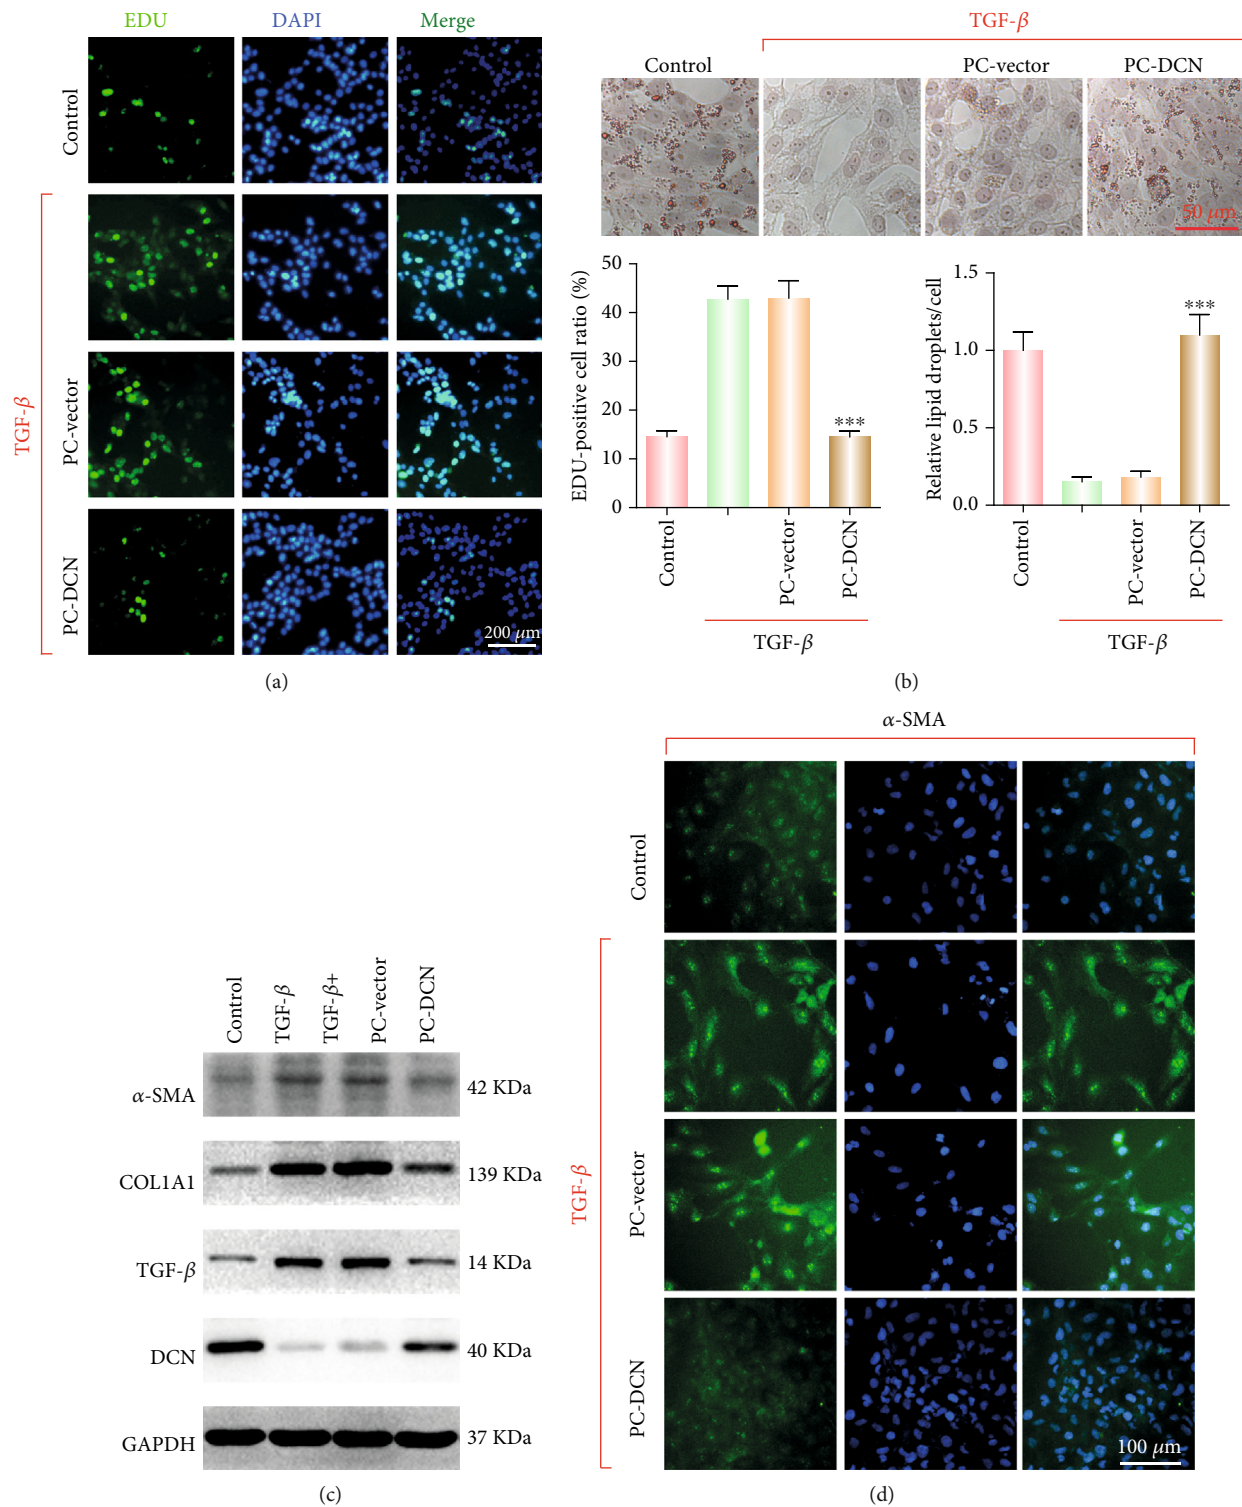 EDU DAPI Merge
Control
TGF-β
PC-vector
PC-DCN
200 μm
(a)
TGF-β
Control PC-vector PC-DCN
50 μm
EDU-positive cell ratio (%)
50
40
30
20
10
0
***
Control
PC-vector
PC-DCN
TGF-β
Relative lipid droplets/cell
1.5
1.0
0.5
0.0
***
Control
PC-vector
PC-DCN
TGF-β
(b)
Control
TGF-β
TGF-β+
PC-vector
PC-DCN
α-SMA 42 KDa
COL1A1 139 KDa
TGF-β 14 KDa
DCN 40 KDa
GAPDH 37 KDa
(c)
α-SMA
Control
TGF-β
PC-vector
PC-DCN
100 μm
(d)